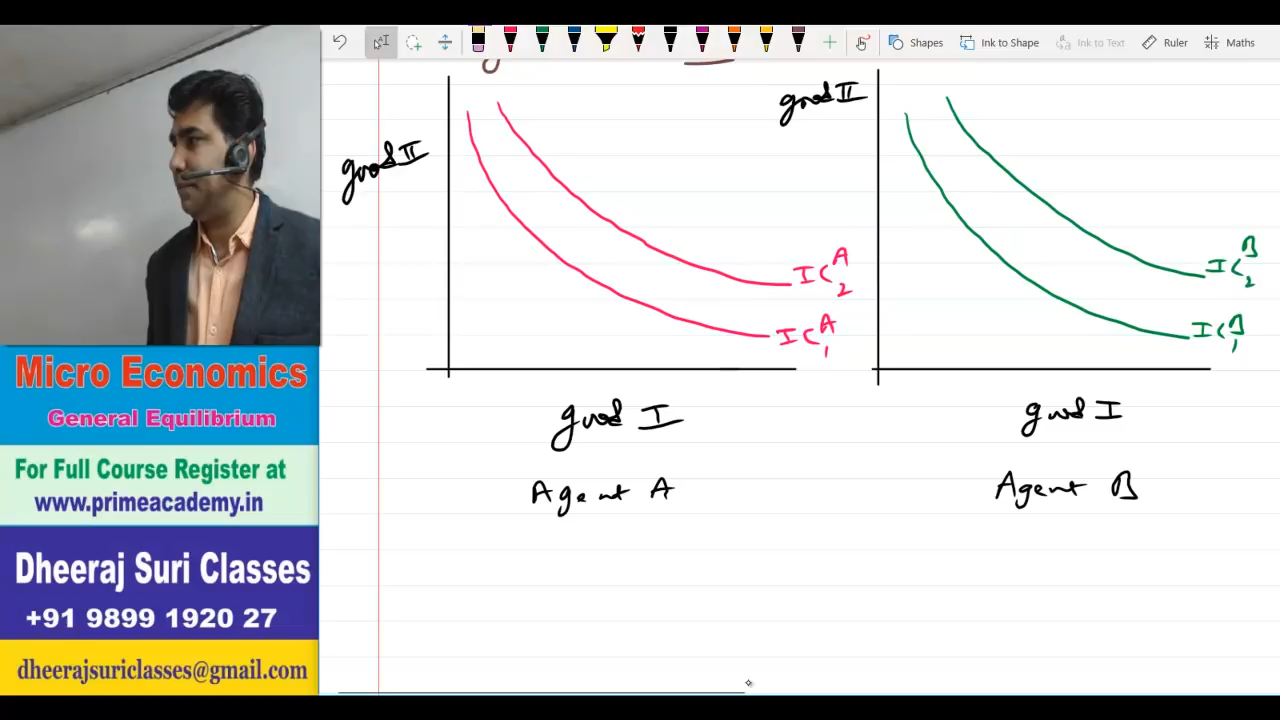 Shapes
Ink to Shape
Ink to Text
Ruler
Maths
good II
good II
IC₂ᴬ
IC₁ᴬ
IC₂ᴮ
IC₁ᴮ
good I
good I
Agent A
Agent B
Micro Economics
General Equilibrium
For Full Course Register at
www.primeacademy.in
Dheeraj Suri Classes
+91 9899 1920 27
dheerajsuriclasses@gmail.com